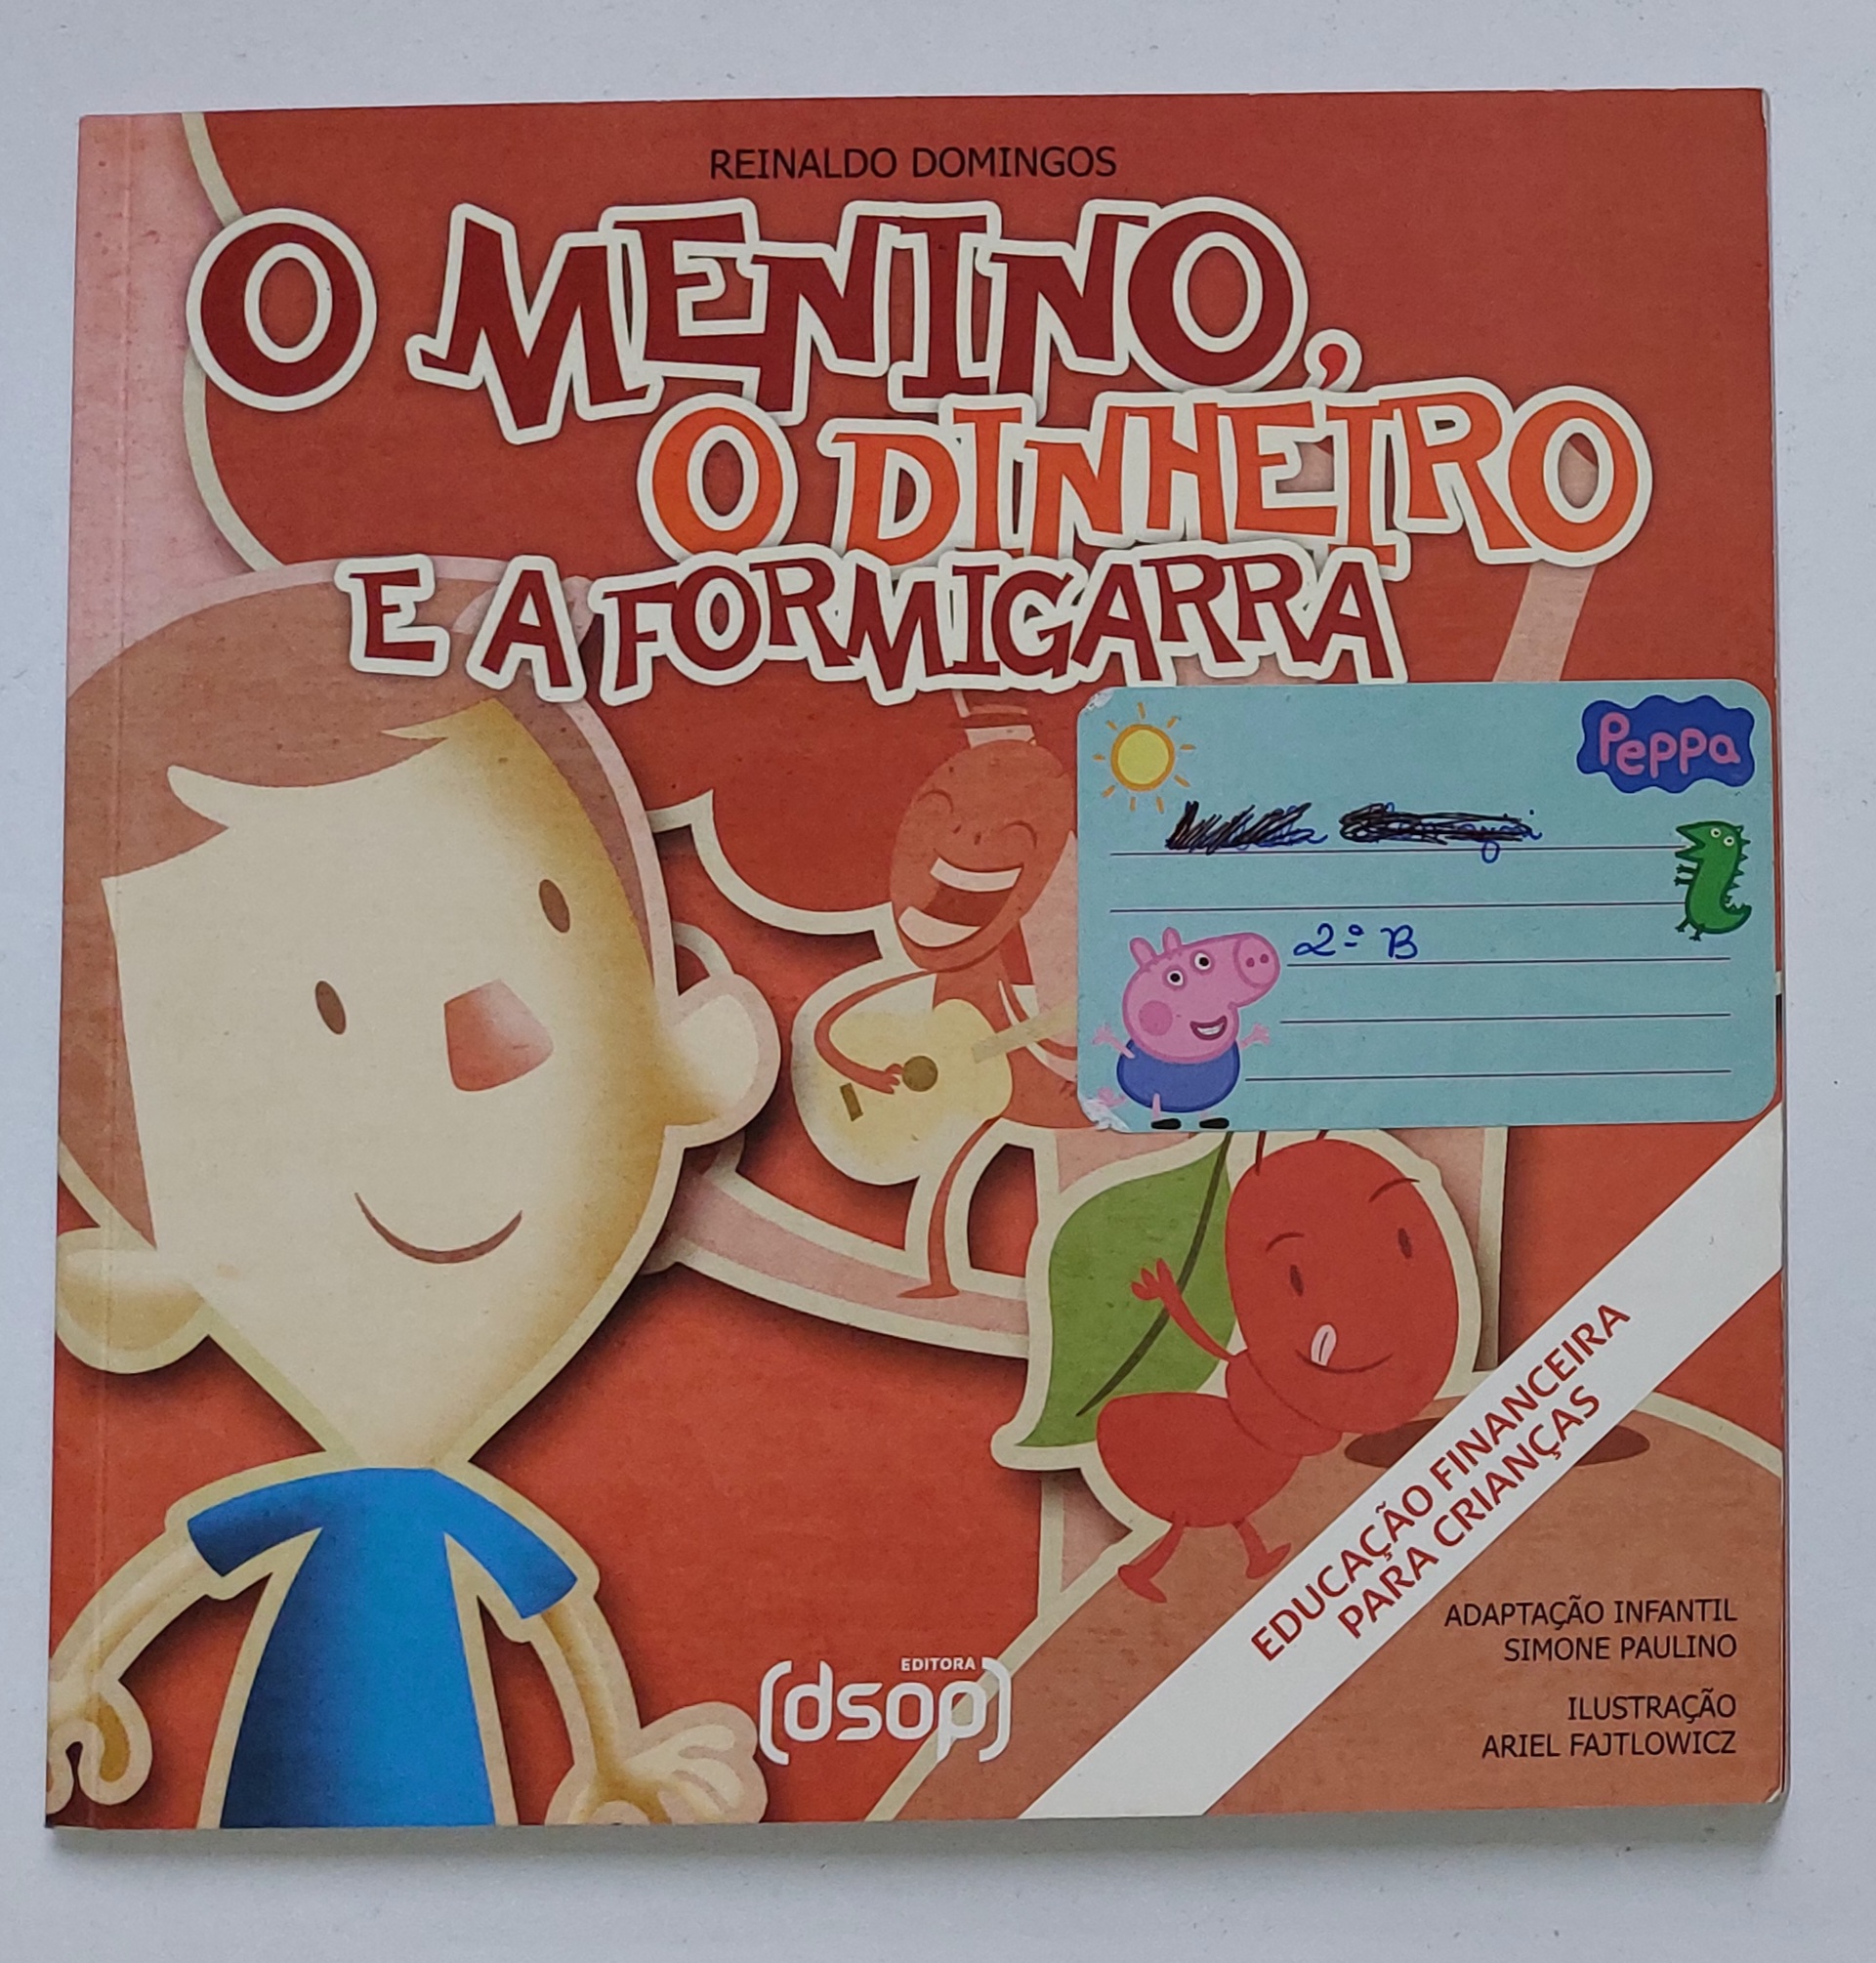 REINALDO DOMINGOS
O MENINO,
O DINHEIRO
E A FORMIGARRA
Peppa
2º B
EDUCAÇÃO FINANCEIRA
PARA CRIANÇAS
ADAPTAÇÃO INFANTIL
SIMONE PAULINO
ILUSTRAÇÃO
ARIEL FAJTLOWICZ
EDITORA
dsop